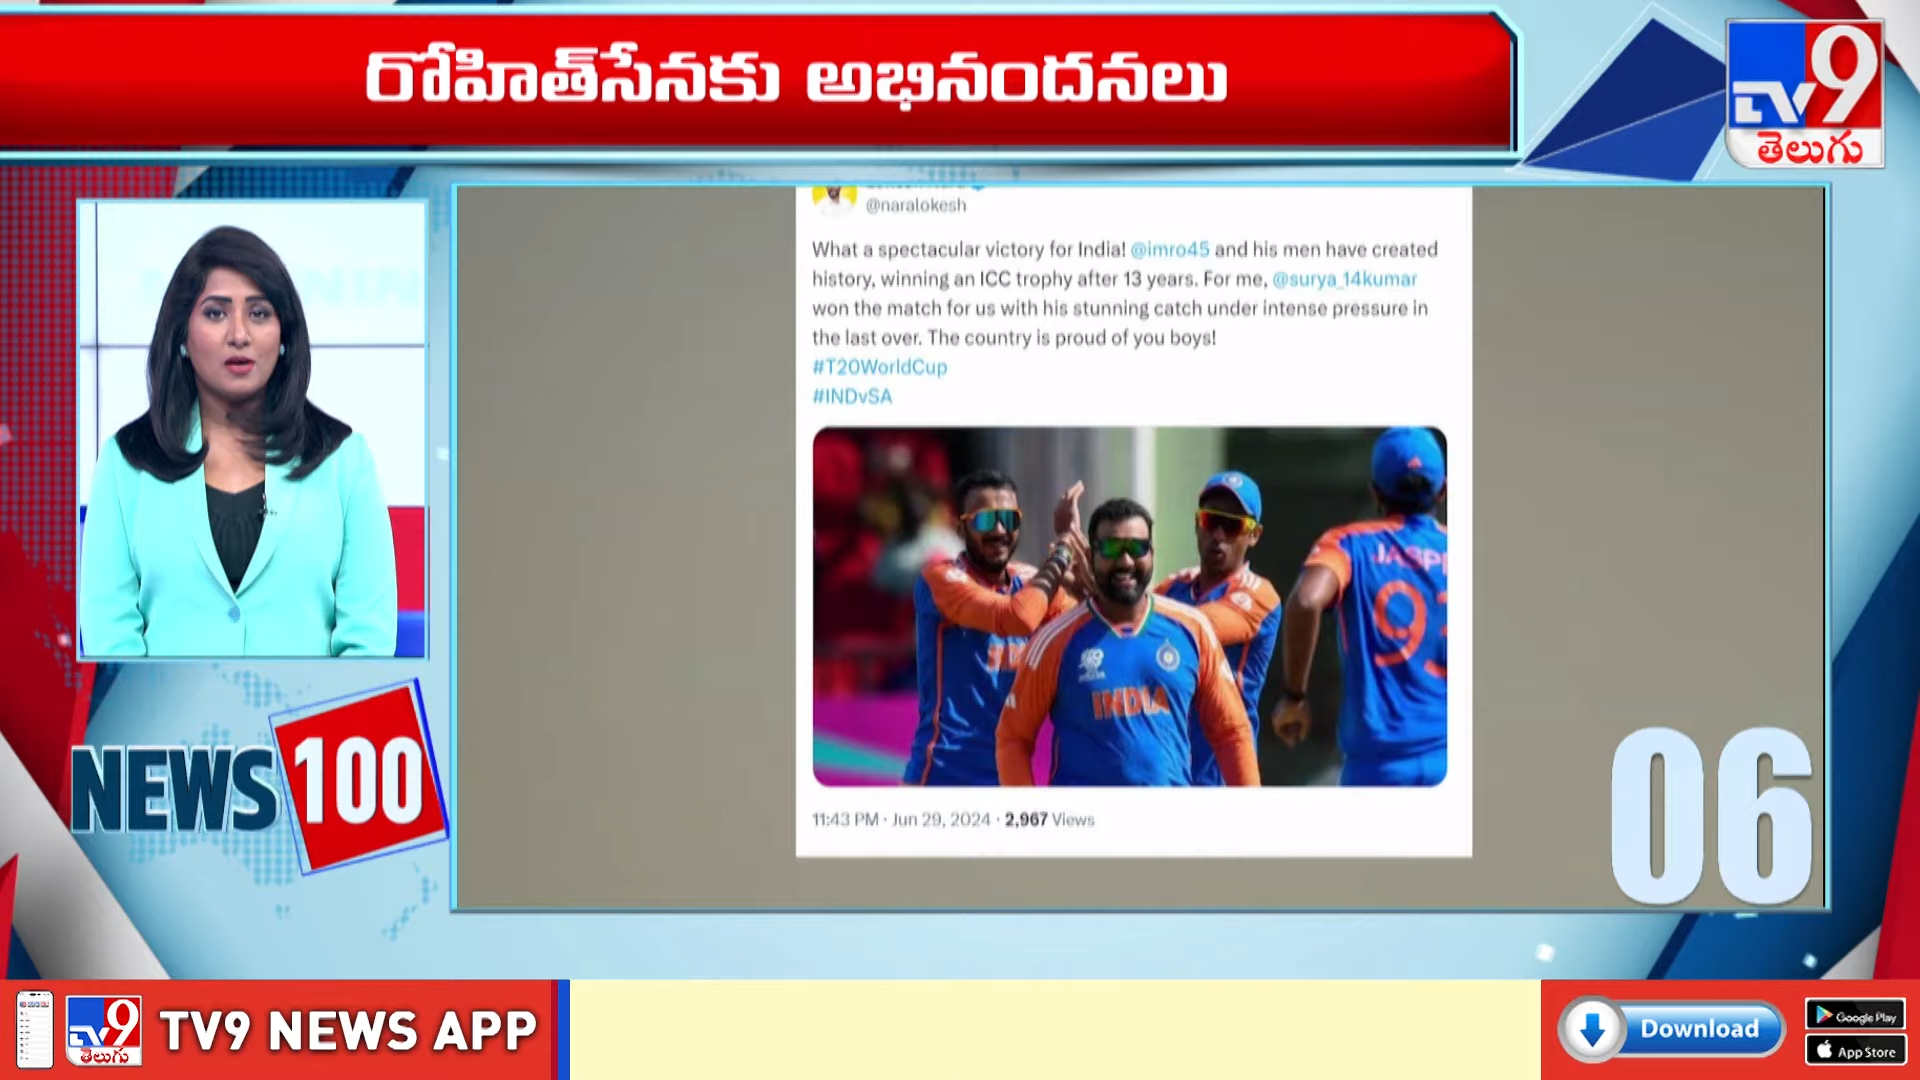 రోహిత్‌సేనకు అభినందనలు
TV9
తెలుగు
@naralokesh
What a spectacular victory for India! @imro45 and his men have created
history, winning an ICC trophy after 13 years. For me, @surya_14kumar
won the match for us with his stunning catch under intense pressure in
the last over. The country is proud of you boys!
#T20WorldCup
#INDvSA
JASP
93
INDIA
11:43 PM · Jun 29, 2024 · 2,967 Views
NEWS 100
06
TV9
తెలుగు
TV9 NEWS APP
Download
Google Play
App Store